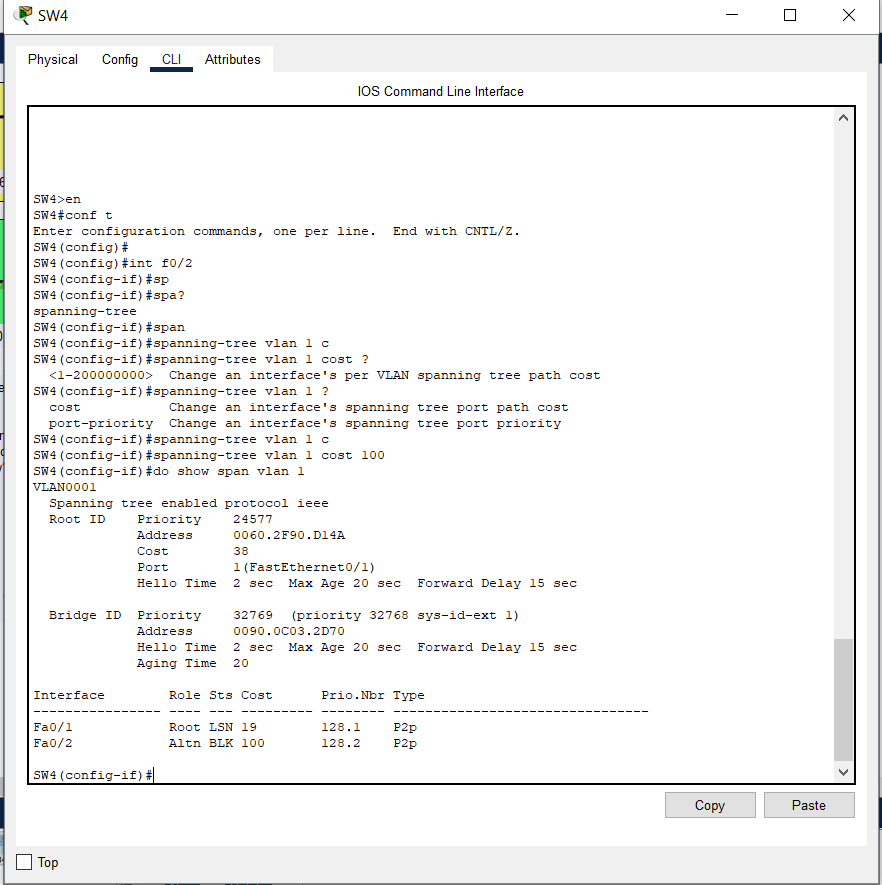 SW4
Physical Config CLI Attributes
IOS Command Line Interface
SW4>en
SW4#conf t
Enter configuration commands, one per line.  End with CNTL/Z.
SW4(config)#
SW4(config)#int f0/2
SW4(config-if)#sp
SW4(config-if)#spa?
spanning-tree
SW4(config-if)#span
SW4(config-if)#spanning-tree vlan 1 c
SW4(config-if)#spanning-tree vlan 1 cost ?
  <1-200000000>  Change an interface's per VLAN spanning tree path cost
SW4(config-if)#spanning-tree vlan 1 ?
  cost           Change an interface's spanning tree port path cost
  port-priority  Change an interface's spanning tree port priority
SW4(config-if)#spanning-tree vlan 1 c
SW4(config-if)#spanning-tree vlan 1 cost 100
SW4(config-if)#do show span vlan 1
VLAN0001
  Spanning tree enabled protocol ieee
  Root ID    Priority    24577
             Address     0060.2F90.D14A
             Cost        38
             Port        1(FastEthernet0/1)
             Hello Time  2 sec  Max Age 20 sec  Forward Delay 15 sec
  Bridge ID  Priority    32769  (priority 32768 sys-id-ext 1)
             Address     0090.0C03.2D70
             Hello Time  2 sec  Max Age 20 sec  Forward Delay 15 sec
             Aging Time  20
Interface        Role Sts Cost      Prio.Nbr Type
---------------- ---- --- --------- -------- --------------------------------
Fa0/1            Root LSN 19        128.1    P2p
Fa0/2            Altn BLK 100       128.2    P2p
SW4(config-if)#
Copy Paste
Top